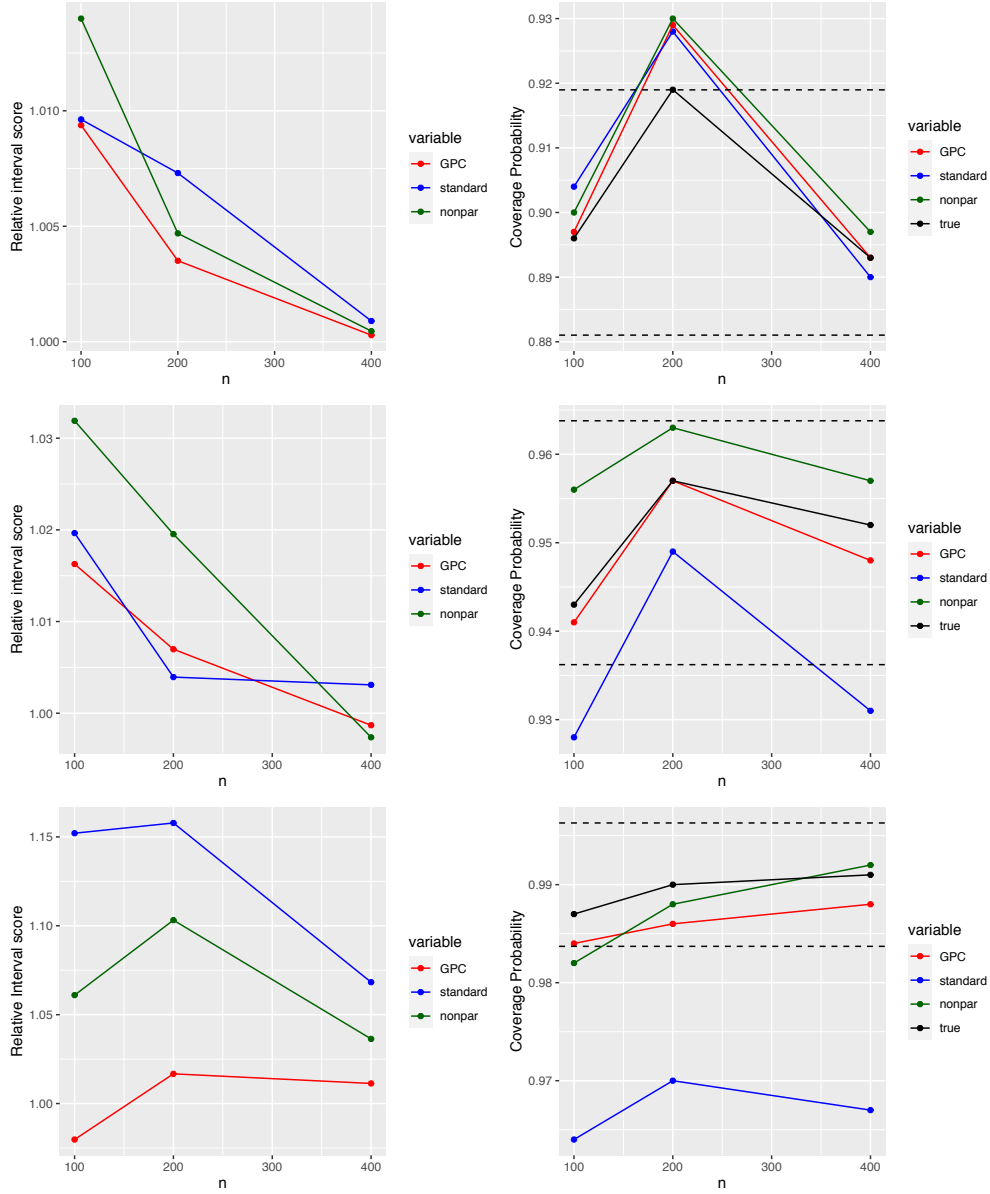 Relative interval score
1.010
1.005
1.000
100 200 300 400
n
variable
GPC
standard
nonpar
Coverage Probability
0.93
0.92
0.91
0.90
0.89
0.88
100 200 300 400
n
variable
GPC
standard
nonpar
true
Relative interval score
1.03
1.02
1.01
1.00
100 200 300 400
n
variable
GPC
standard
nonpar
Coverage Probability
0.96
0.95
0.94
0.93
100 200 300 400
n
variable
GPC
standard
nonpar
true
Relative Interval score
1.15
1.10
1.05
1.00
100 200 300 400
n
variable
GPC
standard
nonpar
Coverage Probability
0.99
0.98
0.97
100 200 300 400
n
variable
GPC
standard
nonpar
true